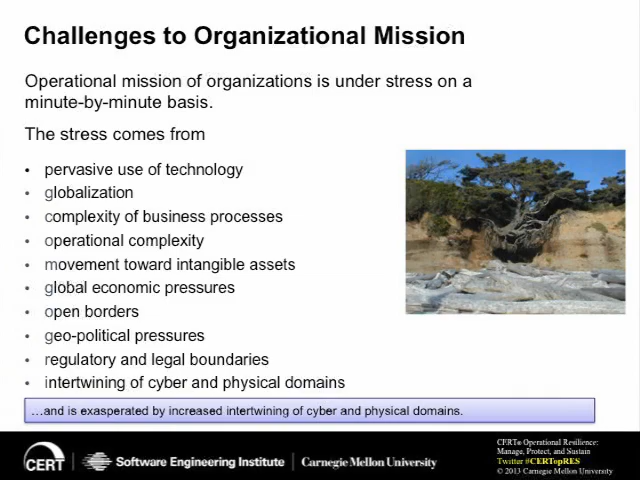 Challenges to Organizational Mission
Operational mission of organizations is under stress on a
minute-by-minute basis.
The stress comes from
• pervasive use of technology
• globalization
• complexity of business processes
• operational complexity
• movement toward intangible assets
• global economic pressures
• open borders
• geo-political pressures
• regulatory and legal boundaries
• intertwining of cyber and physical domains
…and is exasperated by increased intertwining of cyber and physical domains.
CERT
Software Engineering Institute
Carnegie Mellon University
CERT® Operational Resilience:
Manage, Protect, and Sustain
Twitter #CERTopRES
© 2013 Carnegie Mellon University